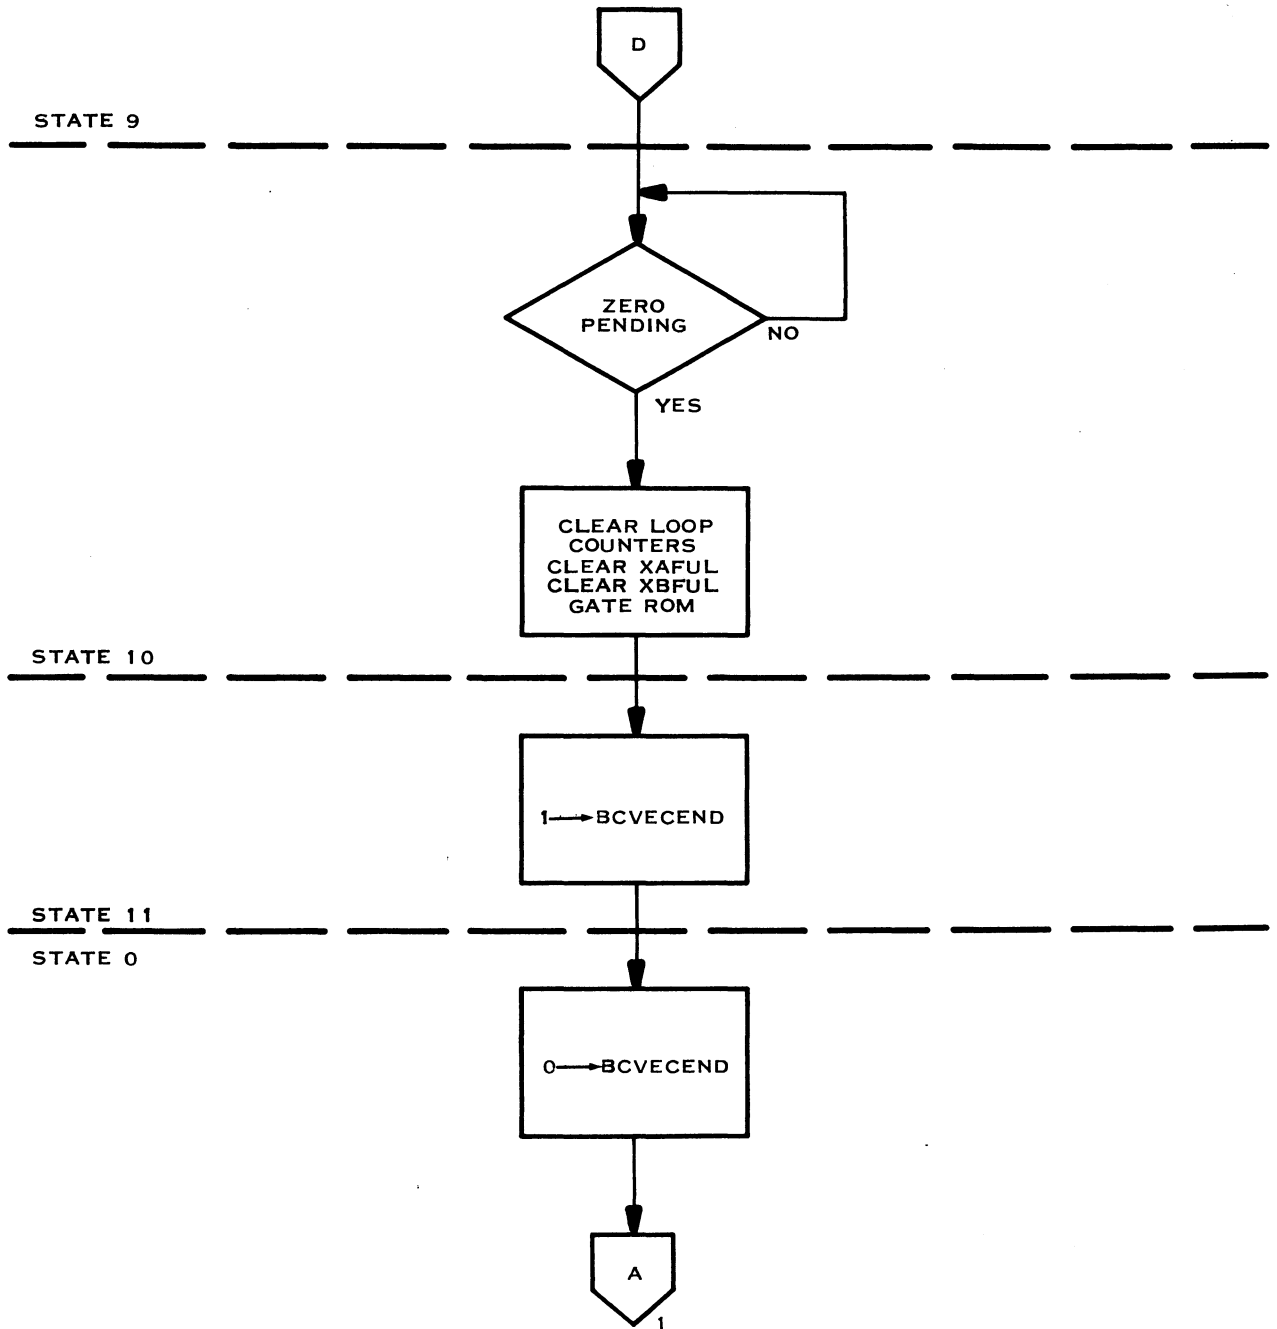 D
STATE 9
ZERO
PENDING
NO
YES
CLEAR LOOP
COUNTERS
CLEAR XAFUL
CLEAR XBFUL
GATE ROM
STATE 10
1→BCVECEND
STATE 11
STATE 0
0→BCVECEND
A
1